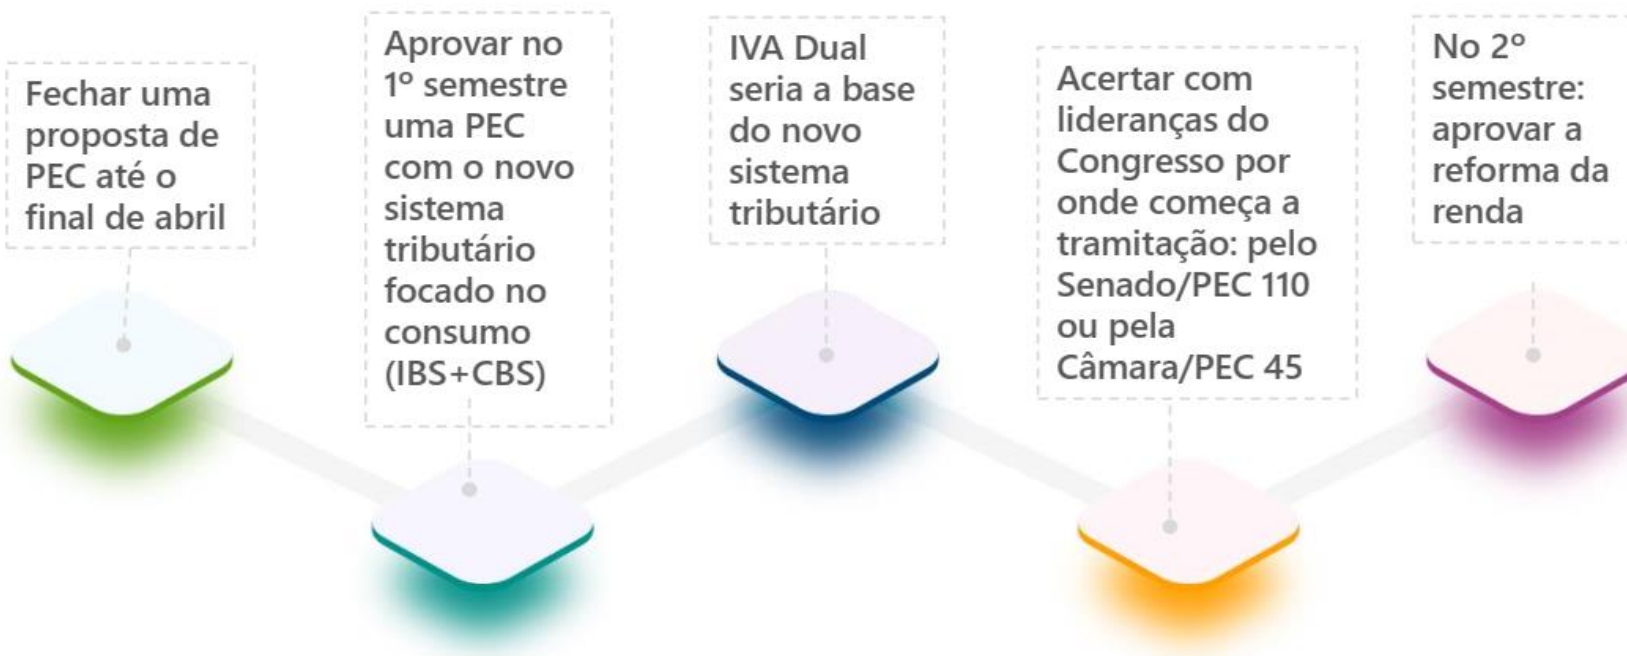 Fechar uma
proposta de
PEC até o
final de abril
Aprovar no
1º semestre
uma PEC
com o novo
sistema
tributário
focado no
consumo
(IBS+CBS)
IVA Dual
seria a base
do novo
sistema
tributário
Acertar com
lideranças do
Congresso por
onde começa a
tramitação: pelo
Senado/PEC 110
ou pela
Câmara/PEC 45
No 2º
semestre:
aprovar a
reforma da
renda